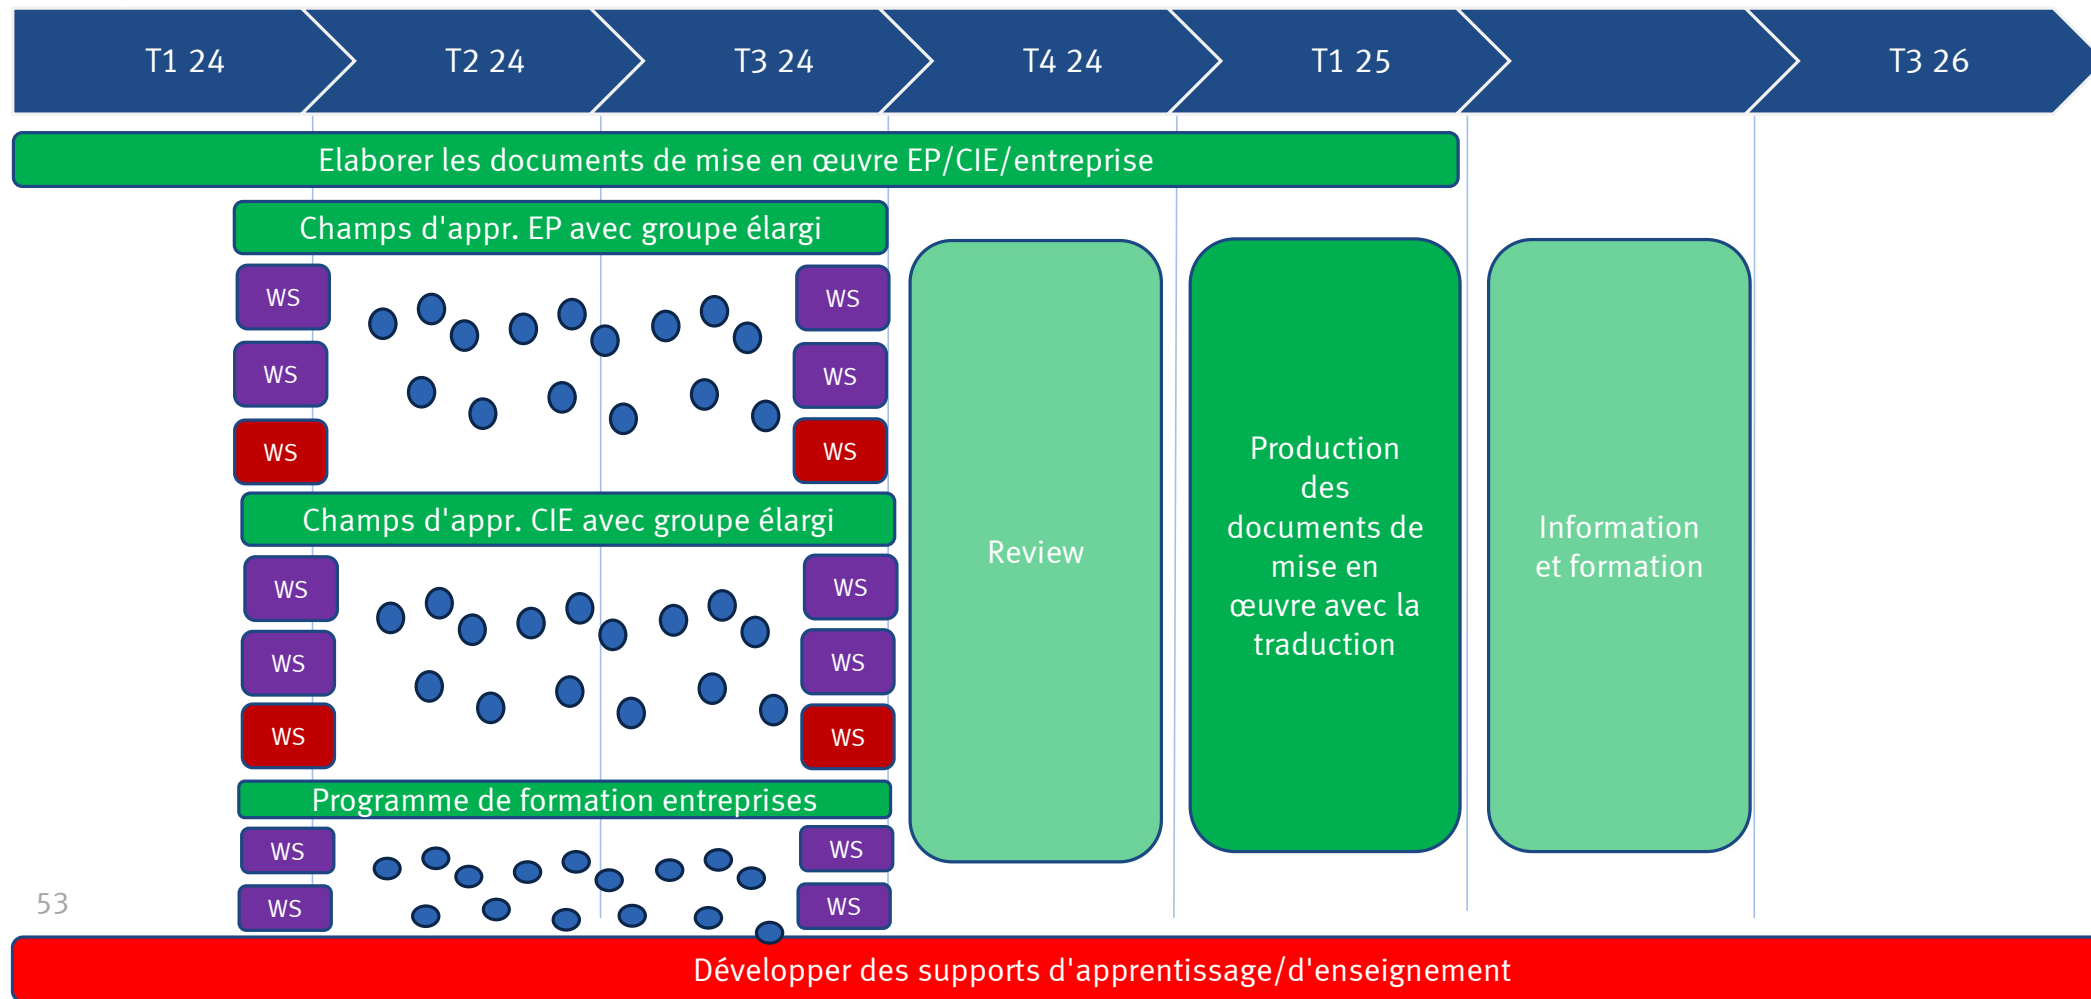 T1 24
T2 24
T3 24
T4 24
T1 25
T3 26
Elaborer les documents de mise en œuvre EP/CIE/entreprise
Champs d'appr. EP avec groupe élargi
WS
WS
WS
WS
WS
WS
Champs d'appr. CIE avec groupe élargi
WS
WS
WS
WS
WS
WS
Programme de formation entreprises
WS
WS
WS
WS
Review
Production
des
documents de
mise en
œuvre avec la
traduction
Information
et formation
53
Développer des supports d'apprentissage/d'enseignement